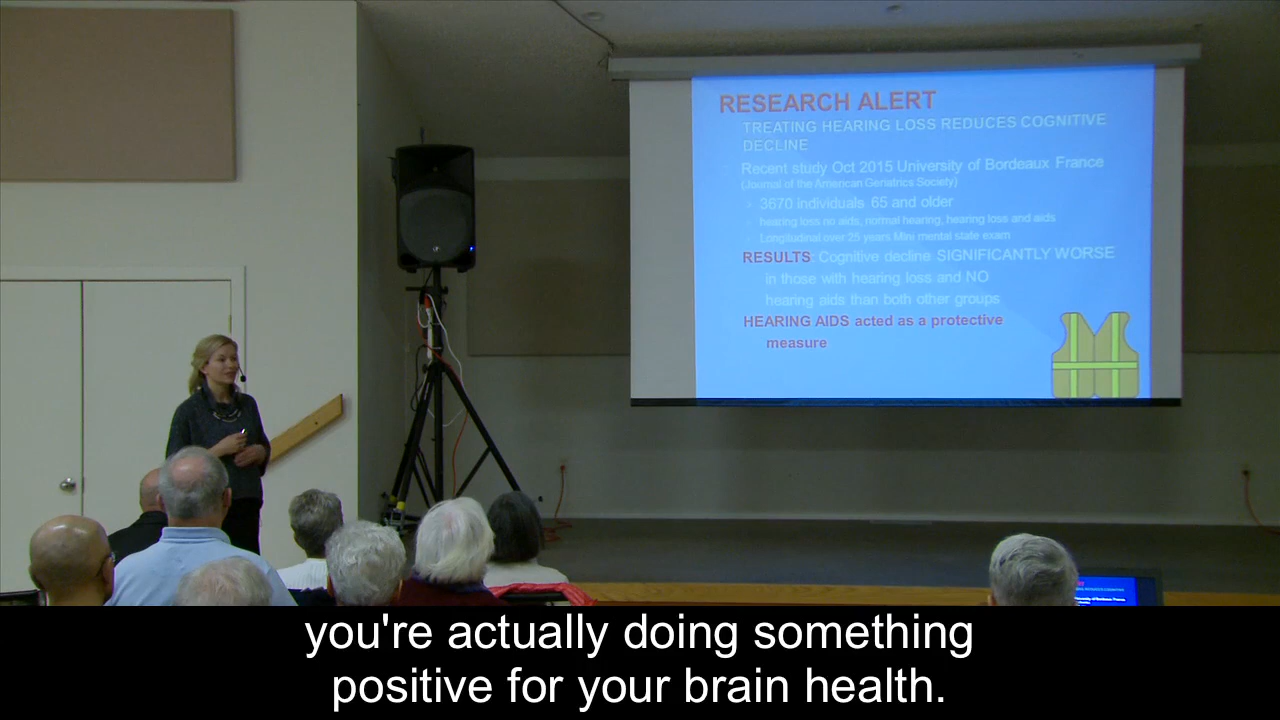 RESEARCH ALERT
TREATING HEARING LOSS REDUCES COGNITIVE
DECLINE
Recent study Oct 2015 University of Bordeaux France
(Journal of the American Geriatrics Society)
3670 individuals 65 and older
hearing loss no aids, normal hearing, hearing loss and aids
Longitudinal over 25 years Mini mental state exam
RESULTS: Cognitive decline SIGNIFICANTLY WORSE
in those with hearing loss and NO
hearing aids than both other groups
HEARING AIDS acted as a protective
measure
you're actually doing something
positive for your brain health.